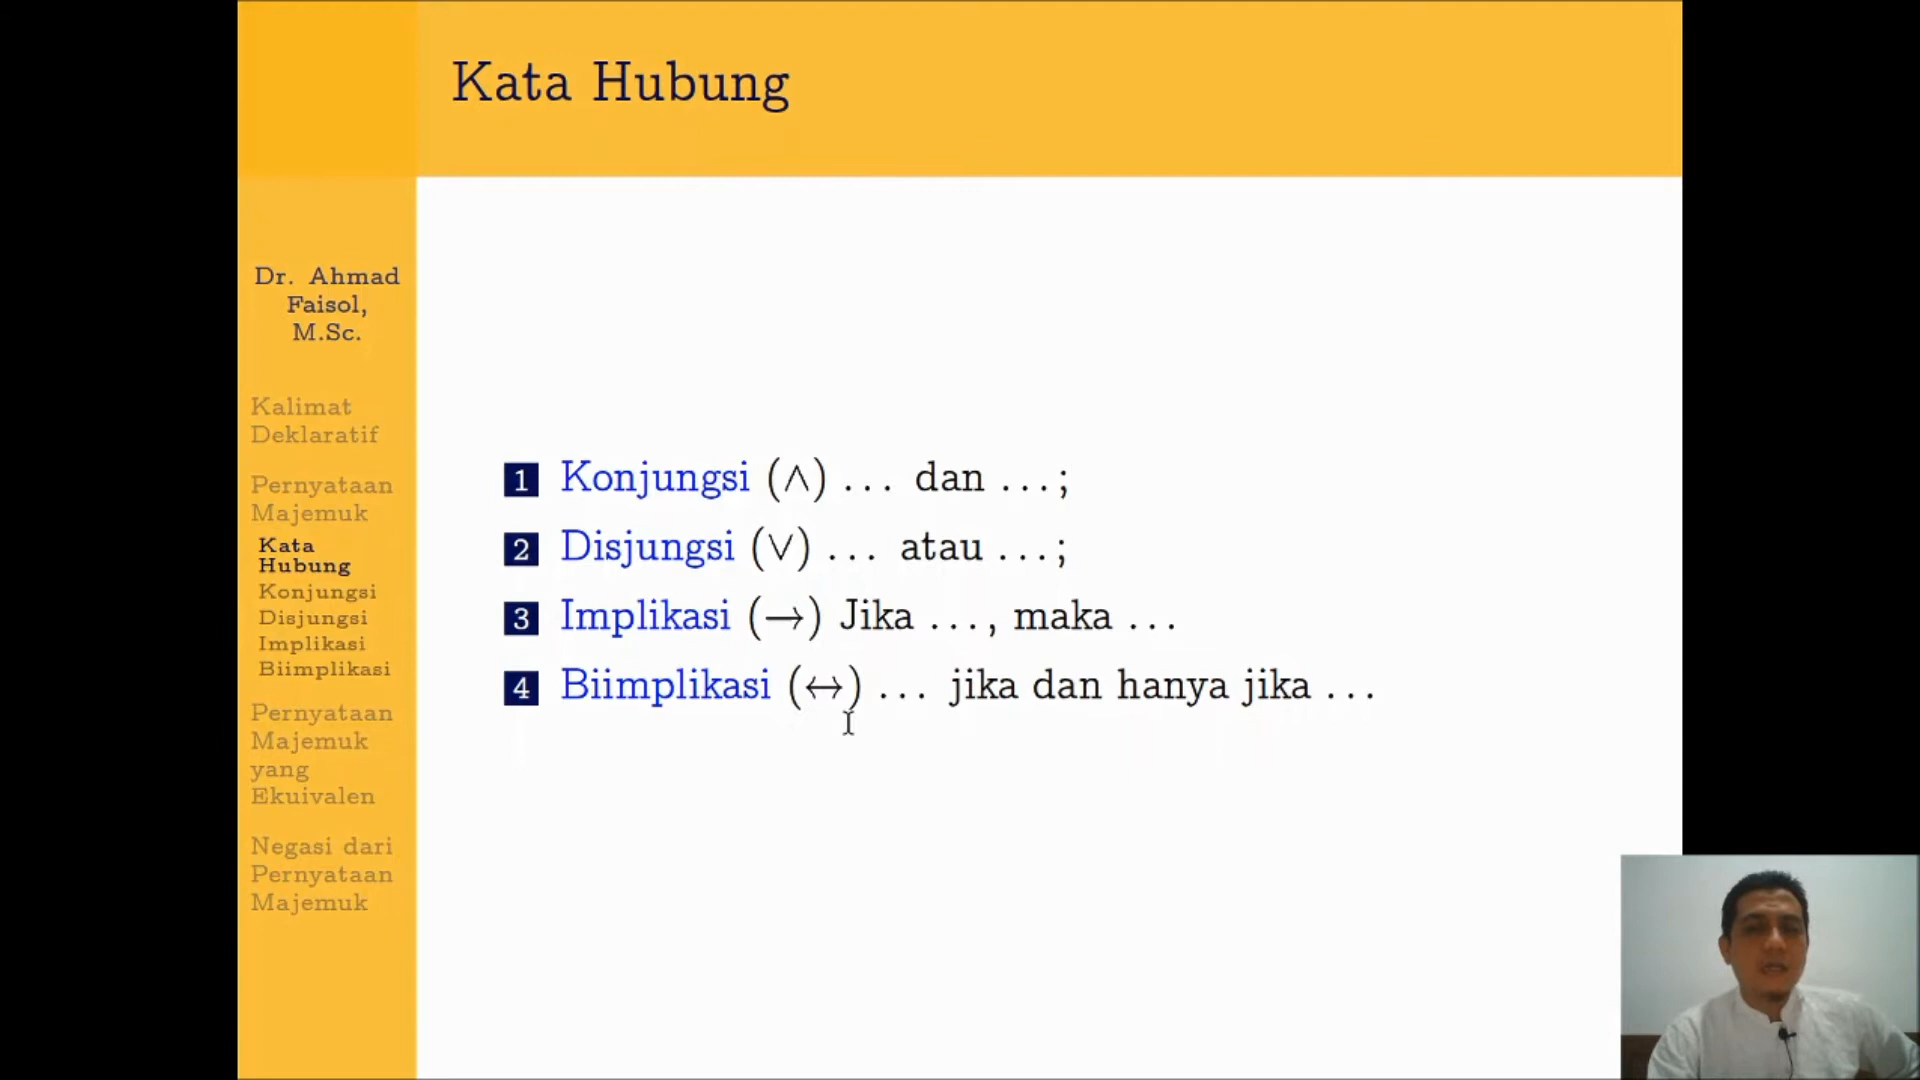 Kata Hubung
Dr. Ahmad
Faisol,
M.Sc.
Kalimat
Deklaratif
Pernyataan
Majemuk
Kata
Hubung
Konjungsi
Disjungsi
Implikasi
Biimplikasi
Pernyataan
Majemuk
yang
Ekuivalen
Negasi dari
Pernyataan
Majemuk
1 Konjungsi (∧) ... dan ...;
2 Disjungsi (∨) ... atau ...;
3 Implikasi (→) Jika ..., maka ...
4 Biimplikasi (↔) ... jika dan hanya jika ...